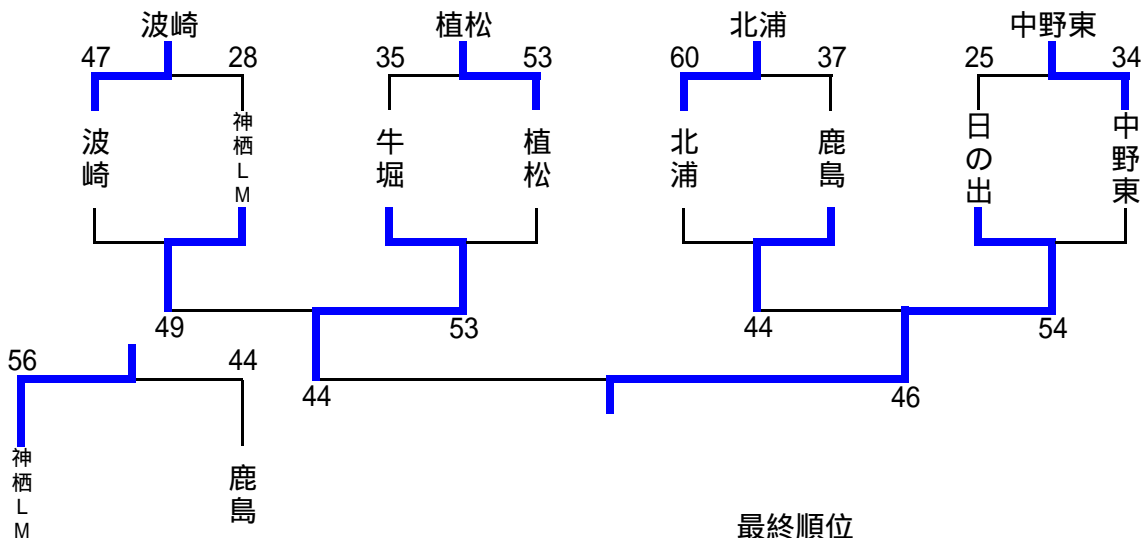 波崎 植松 北浦 中野東
47 28 35 53 60 37 25 34
波崎 神栖LM 牛堀 植松 北浦 鹿島 日の出 中野東
49 53 44 54
56 44 44 46
神栖LM 鹿島
最終順位